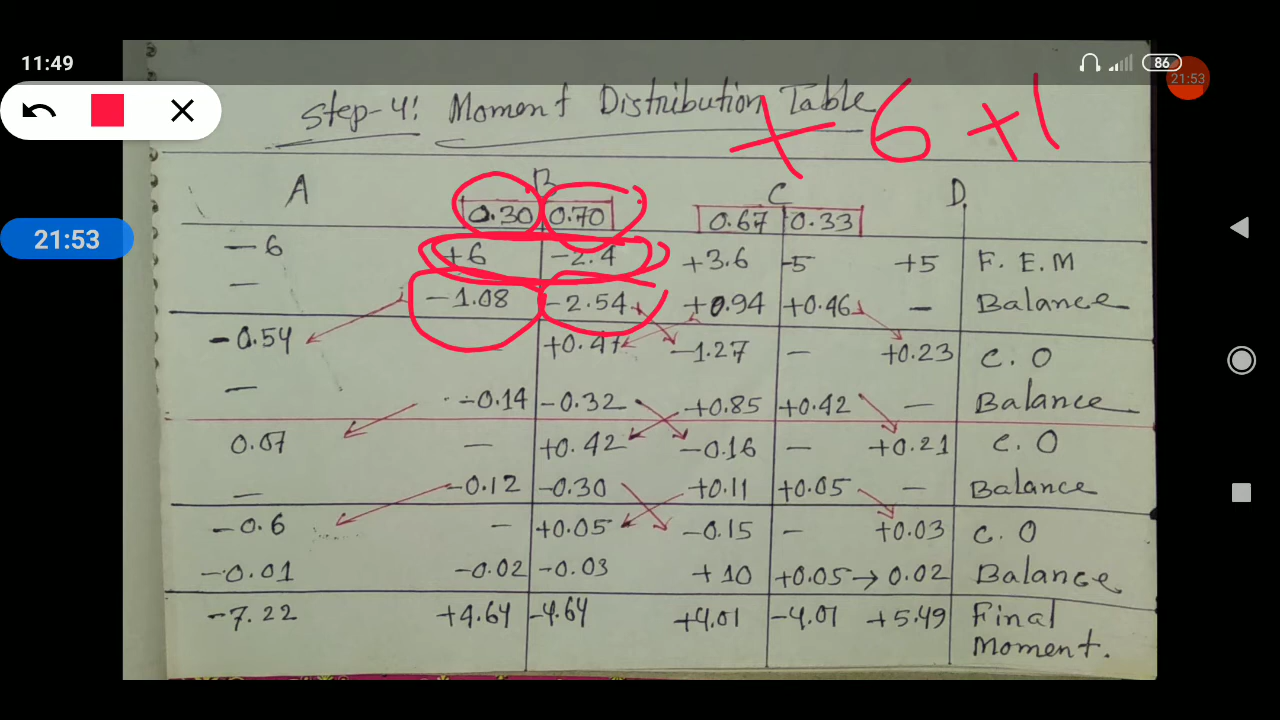 11:49
86
21:53
Step-4: Moment Distribution Table
+ 6 + 1
A B C D
0.30 0.70 0.67 0.33
21:53
-6 +6 -2.4 +3.6 -5 +5 F.E.M
- -1.08 -2.54 +0.94 +0.46 - Balance
-0.54 - +0.47 -1.27 - +0.23 C.O
- -0.14 -0.32 +0.85 +0.42 - Balance
0.07 - +0.42 -0.16 - +0.21 C.O
- -0.12 -0.30 +0.11 +0.05 - Balance
-0.6 - +0.05 -0.15 - +0.03 C.O
-0.01 -0.02 -0.03 +10 +0.05 → 0.02 Balance
-7.22 +4.64 -4.64 +4.01 -4.01 +5.49 Final
Moment.